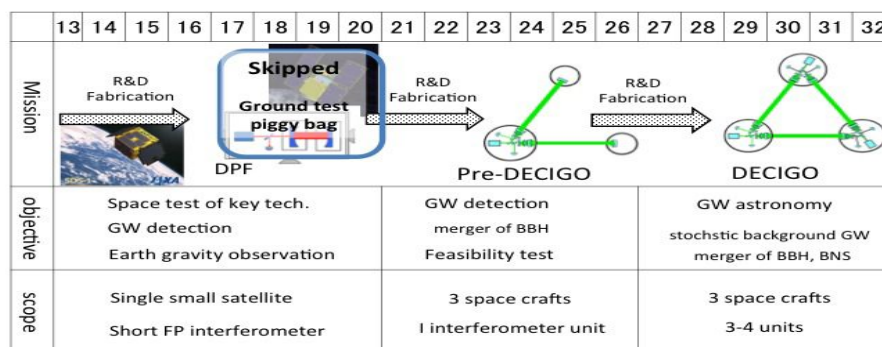 13 14 15 16 17 18 19 20 21 22 23 24 25 26 27 28 29 30 31 32
Mission
R&D
Fabrication
Skipped
Ground test
piggy bag
DPF
R&D
Fabrication
Pre-DECIGO
R&D
Fabrication
DECIGO
objective
Space test of key tech.
GW detection
Earth gravity observation
GW detection
merger of BBH
Feasibility test
GW astronomy
stochstic background GW
merger of BBH, BNS
scope
Single small satellite
Short FP interferometer
3 space crafts
I interferometer unit
3 space crafts
3-4 units